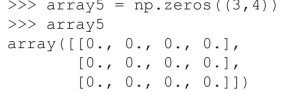 >>> array5 = np.zeros((3,4))
>>> array5
array([[0., 0., 0., 0.],
       [0., 0., 0., 0.],
       [0., 0., 0., 0.]])